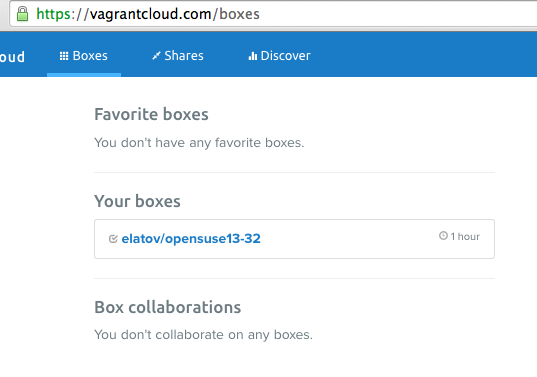 https://vagrantcloud.com/boxes
oud Boxes Shares Discover
Favorite boxes
You don't have any favorite boxes.
Your boxes
elatov/opensuse13-32 1 hour
Box collaborations
You don't collaborate on any boxes.